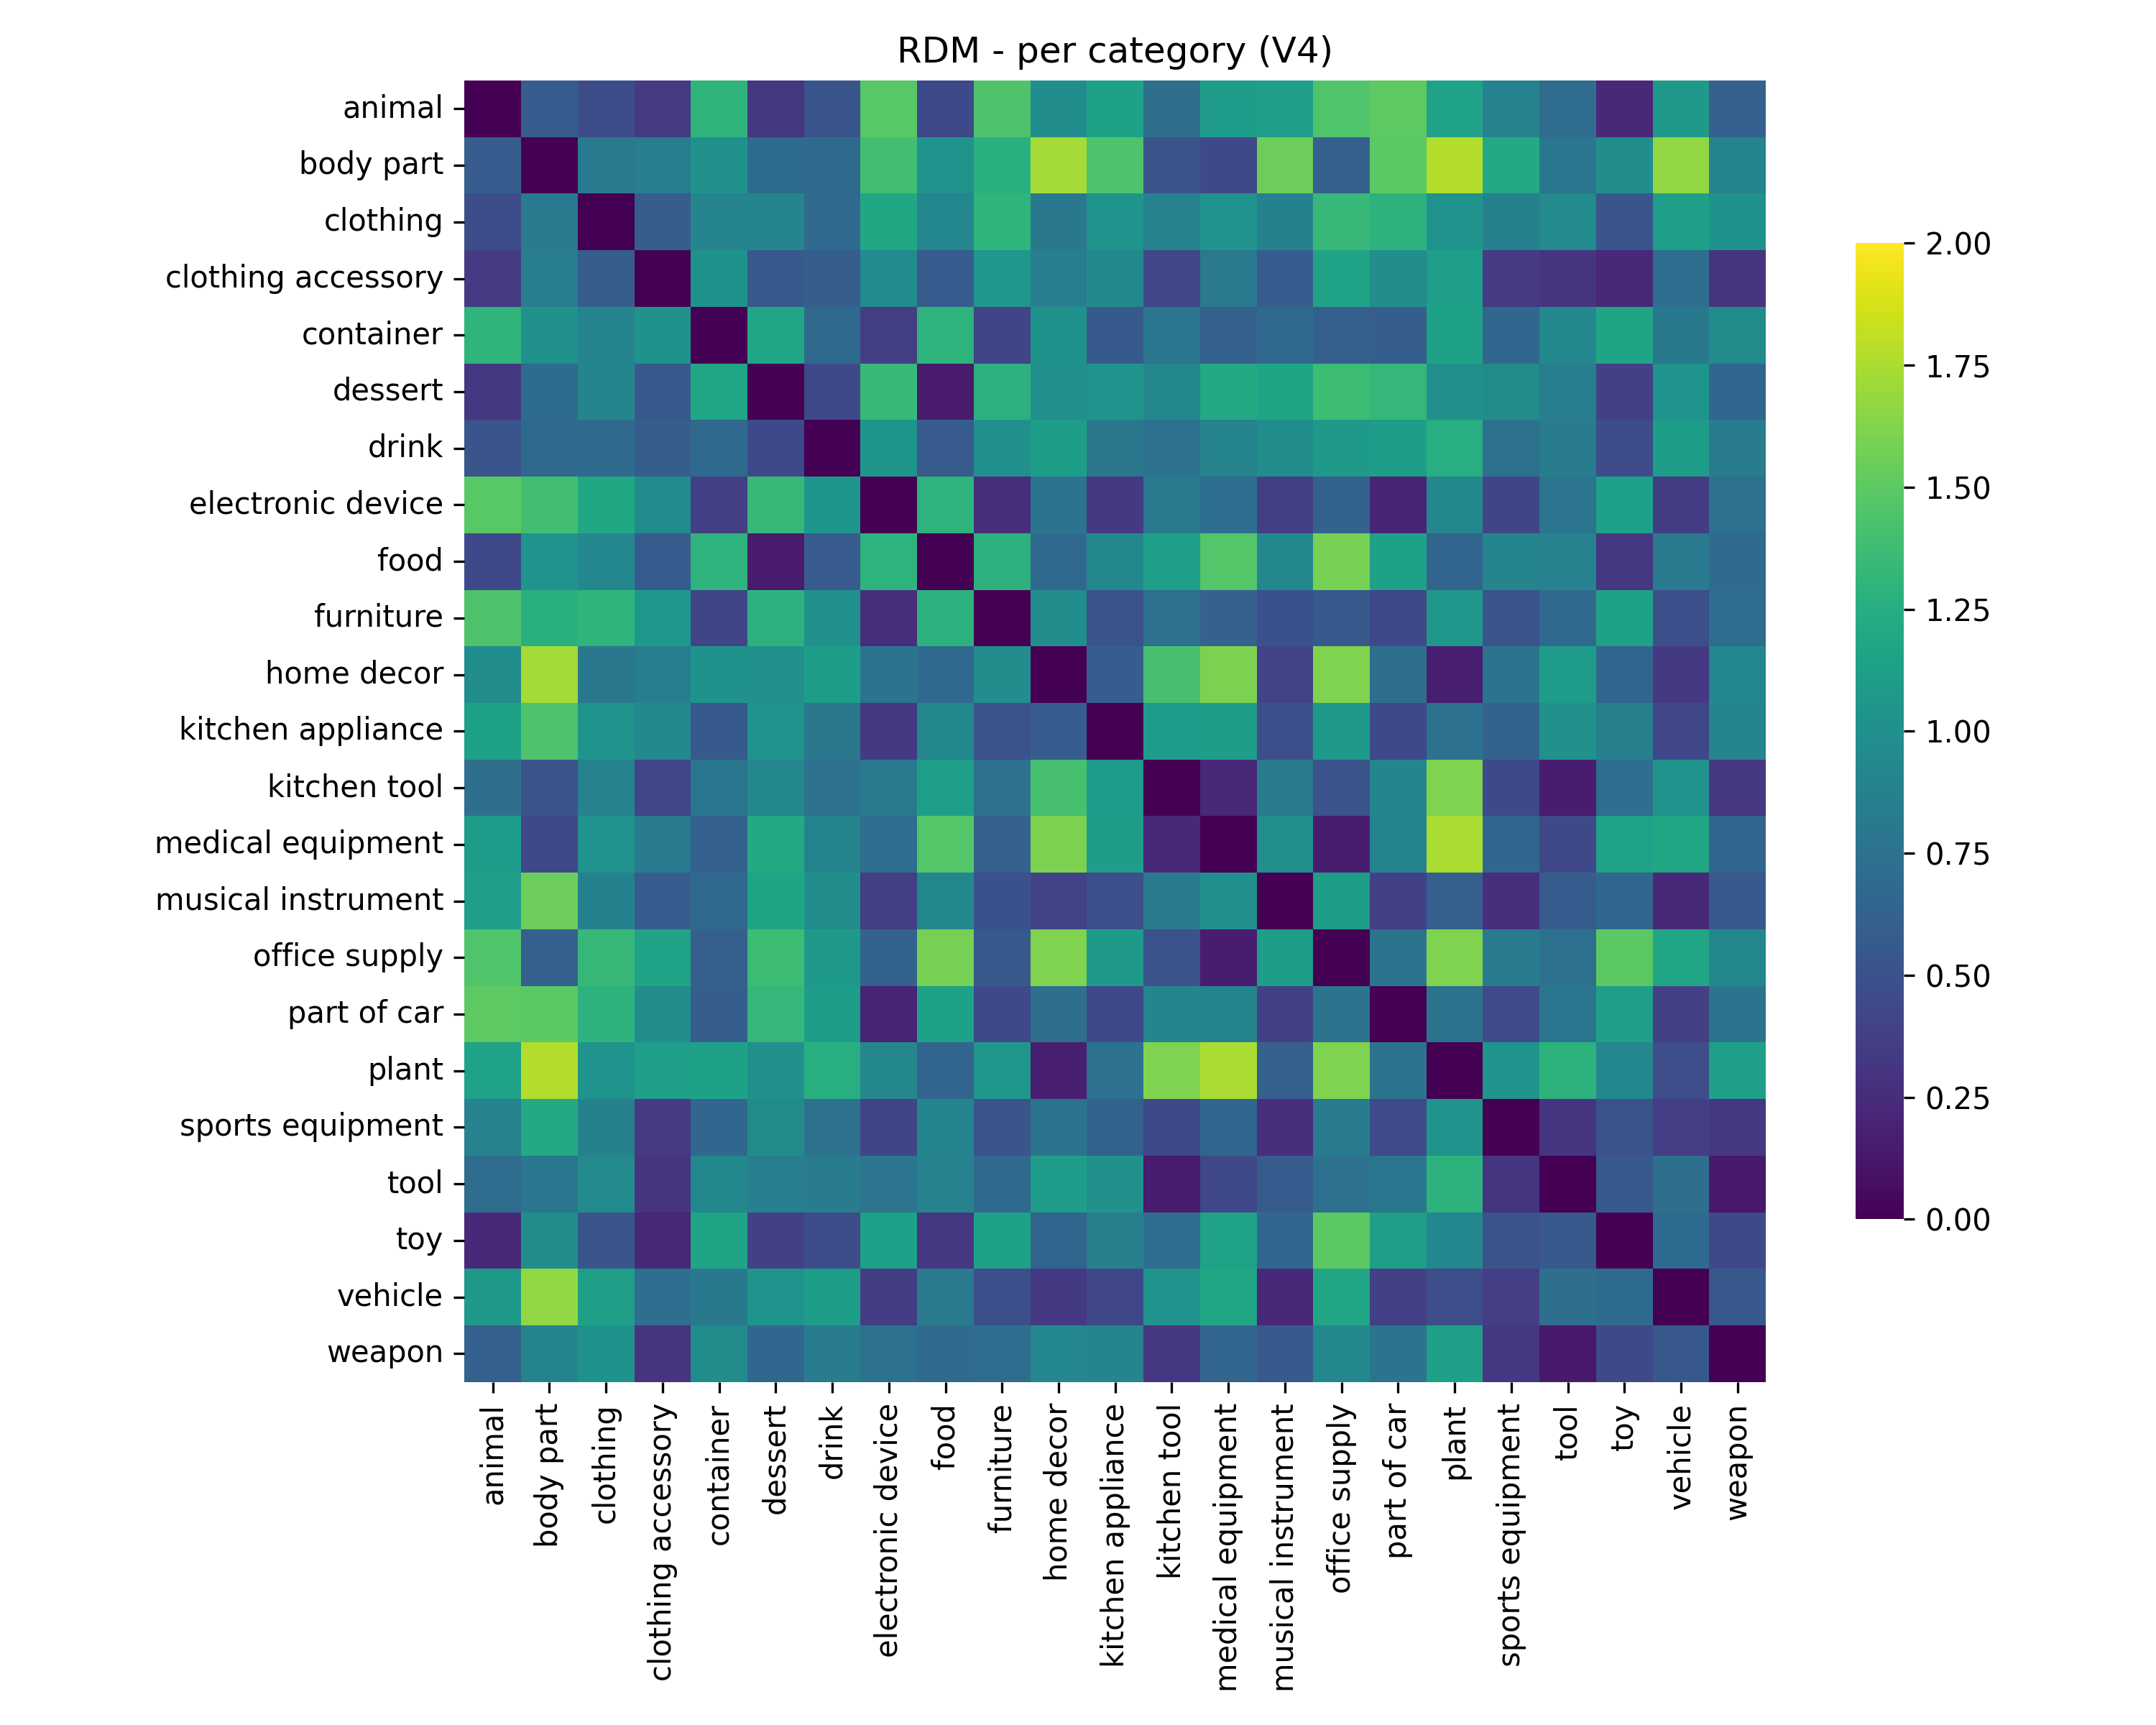 RDM - per category (V4)
animal
body part
clothing
clothing accessory
container
dessert
drink
electronic device
food
furniture
home decor
kitchen appliance
kitchen tool
medical equipment
musical instrument
office supply
part of car
plant
sports equipment
tool
toy
vehicle
weapon
2.00
1.75
1.50
1.25
1.00
0.75
0.50
0.25
0.00
animal
body part
clothing
clothing accessory
container
dessert
drink
electronic device
food
furniture
home decor
kitchen appliance
kitchen tool
medical equipment
musical instrument
office supply
part of car
plant
sports equipment
tool
toy
vehicle
weapon